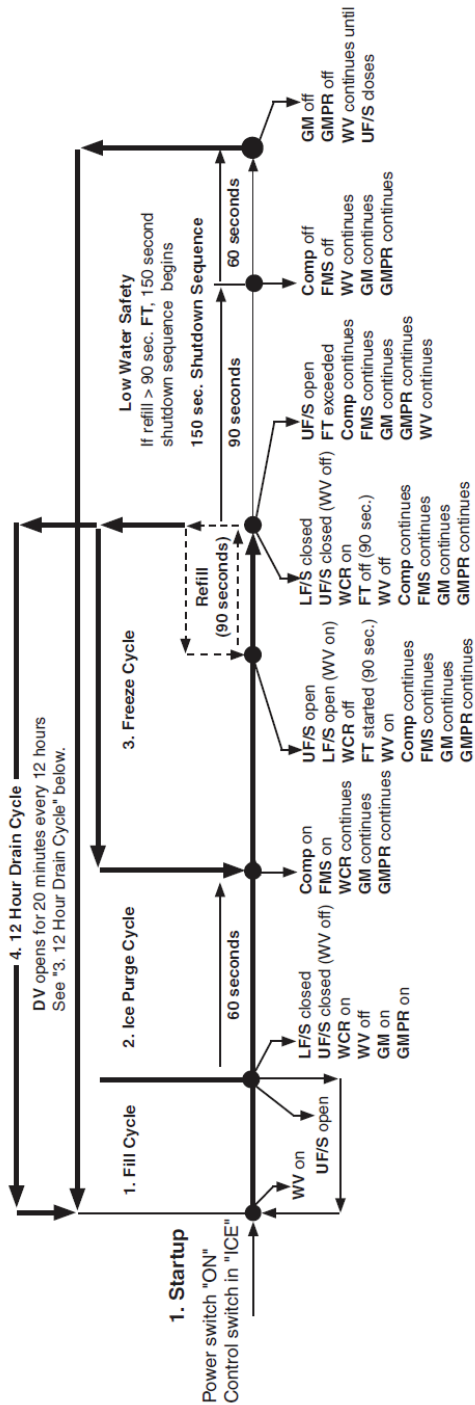 4. 12 Hour Drain Cycle
DV opens for 20 minutes every 12 hours
See "3. 12 Hour Drain Cycle" below.
1. Startup
Power switch "ON"
Control switch in "ICE"
1. Fill Cycle
WV on
UF/S open
2. Ice Purge Cycle
60 seconds
LF/S closed
UF/S closed (WV off)
WCR on
WV off
GM on
GMPR on
3. Freeze Cycle
Comp on
FMS on
WCR continues
GM continues
GMPR continues
Refill
(90 seconds)
UF/S open
LF/S open (WV on)
WCR off
FT started (90 sec.)
WV on
Comp continues
FMS continues
GM continues
GMPR continues
LF/S closed
UF/S closed (WV off)
WCR on
FT off (90 sec.)
WV off
Comp continues
FMS continues
GM continues
GMPR continues
Low Water Safety
If refill > 90 sec. FT, 150 second
shutdown sequence begins
150 sec. Shutdown Sequence
90 seconds
60 seconds
UF/S open
FT exceeded
Comp continues
FMS continues
GM continues
GMPR continues
WV continues
Comp off
FMS off
WV continues
GM continues
GMPR continues
GM off
GMPR off
WV continues until
UF/S closes